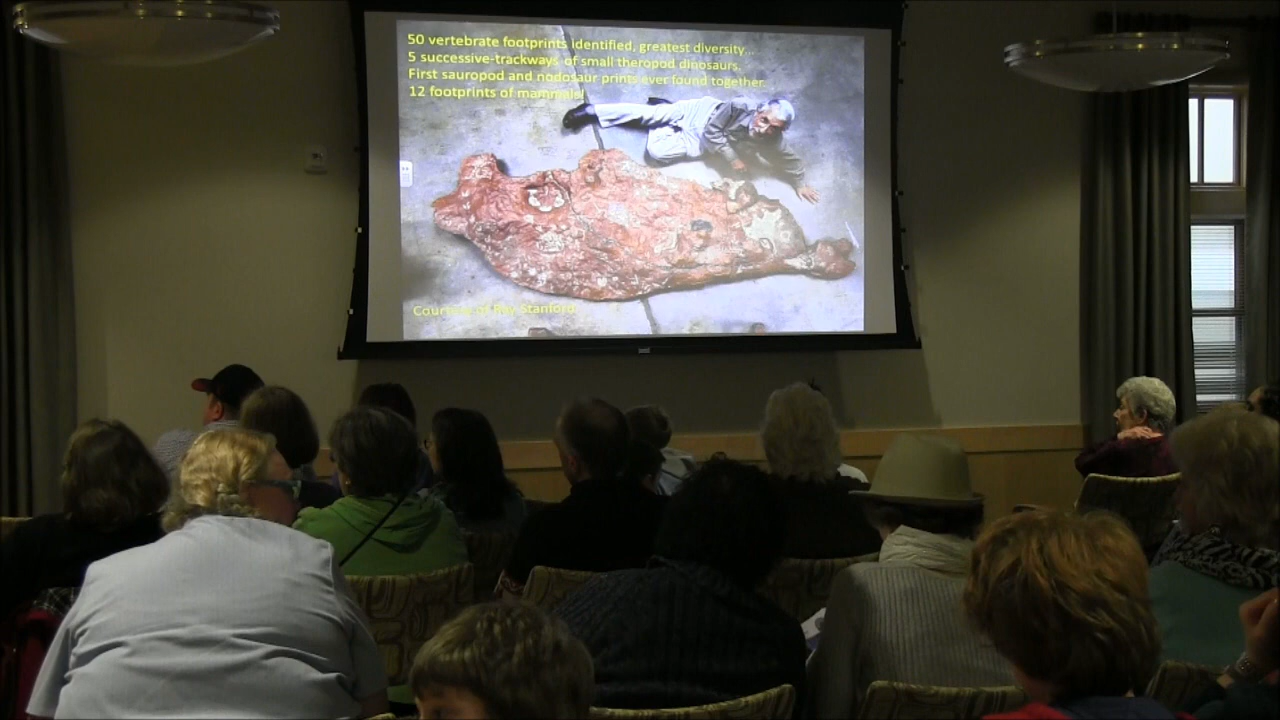 50 vertebrate footprints identified, greatest diversity...
5 successive-trackways of small theropod dinosaurs.
First sauropod and nodosaur prints ever found together.
12 footprints of mammals!
Courtesy of Ray Stanford.